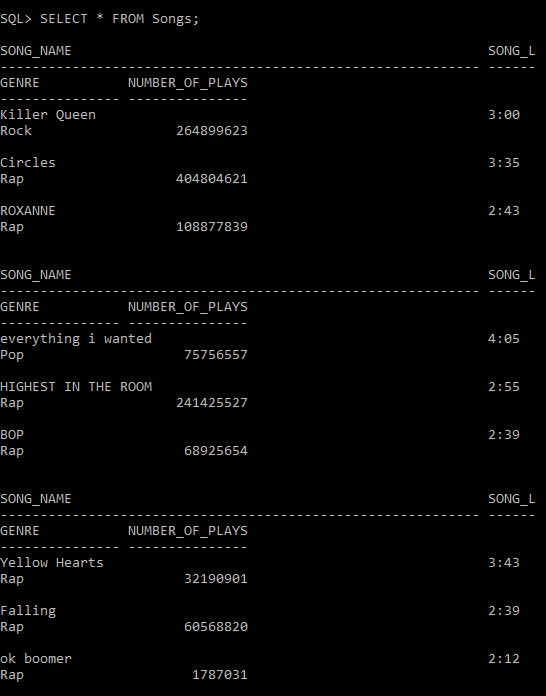 SQL> SELECT * FROM Songs;
SONG_NAME SONG_L
------------------------------------------------------------ ------
GENRE NUMBER_OF_PLAYS
--------------- ---------------
Killer Queen 3:00
Rock 264899623
Circles 3:35
Rap 404804621
ROXANNE 2:43
Rap 108877839
SONG_NAME SONG_L
------------------------------------------------------------ ------
GENRE NUMBER_OF_PLAYS
--------------- ---------------
everything i wanted 4:05
Pop 75756557
HIGHEST IN THE ROOM 2:55
Rap 241425527
BOP 2:39
Rap 68925654
SONG_NAME SONG_L
------------------------------------------------------------ ------
GENRE NUMBER_OF_PLAYS
--------------- ---------------
Yellow Hearts 3:43
Rap 32190901
Falling 2:39
Rap 60568820
ok boomer 2:12
Rap 1787031